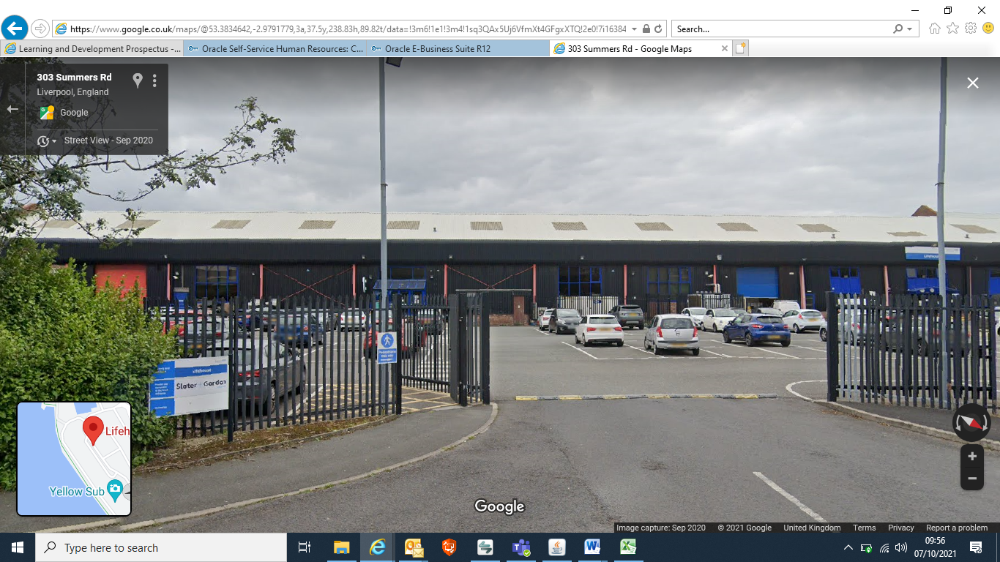 https://www.google.co.uk/maps/@53.3834642,-2.9791779,3a,37.5y,238.83h,89.82t/data=!3m6!1e1!3m4!1sq3QAx5Uj6VfmXt4GFgxXTQ!2e0!7i16384
Search...
Learning and Development Prospectus -...
Oracle Self-Service Human Resources: C...
Oracle E-Business Suite R12
303 Summers Rd - Google Maps
303 Summers Rd
Liverpool, England
Google
Street View - Sep 2020
Lifehouse
Pedestrians
this way
Lifehouse
Slater + Gordon
Lifeh
Yellow Sub
Google
Image capture: Sep 2020 © 2021 Google United Kingdom Terms Privacy Report a problem
Type here to search
09:56
07/10/2021